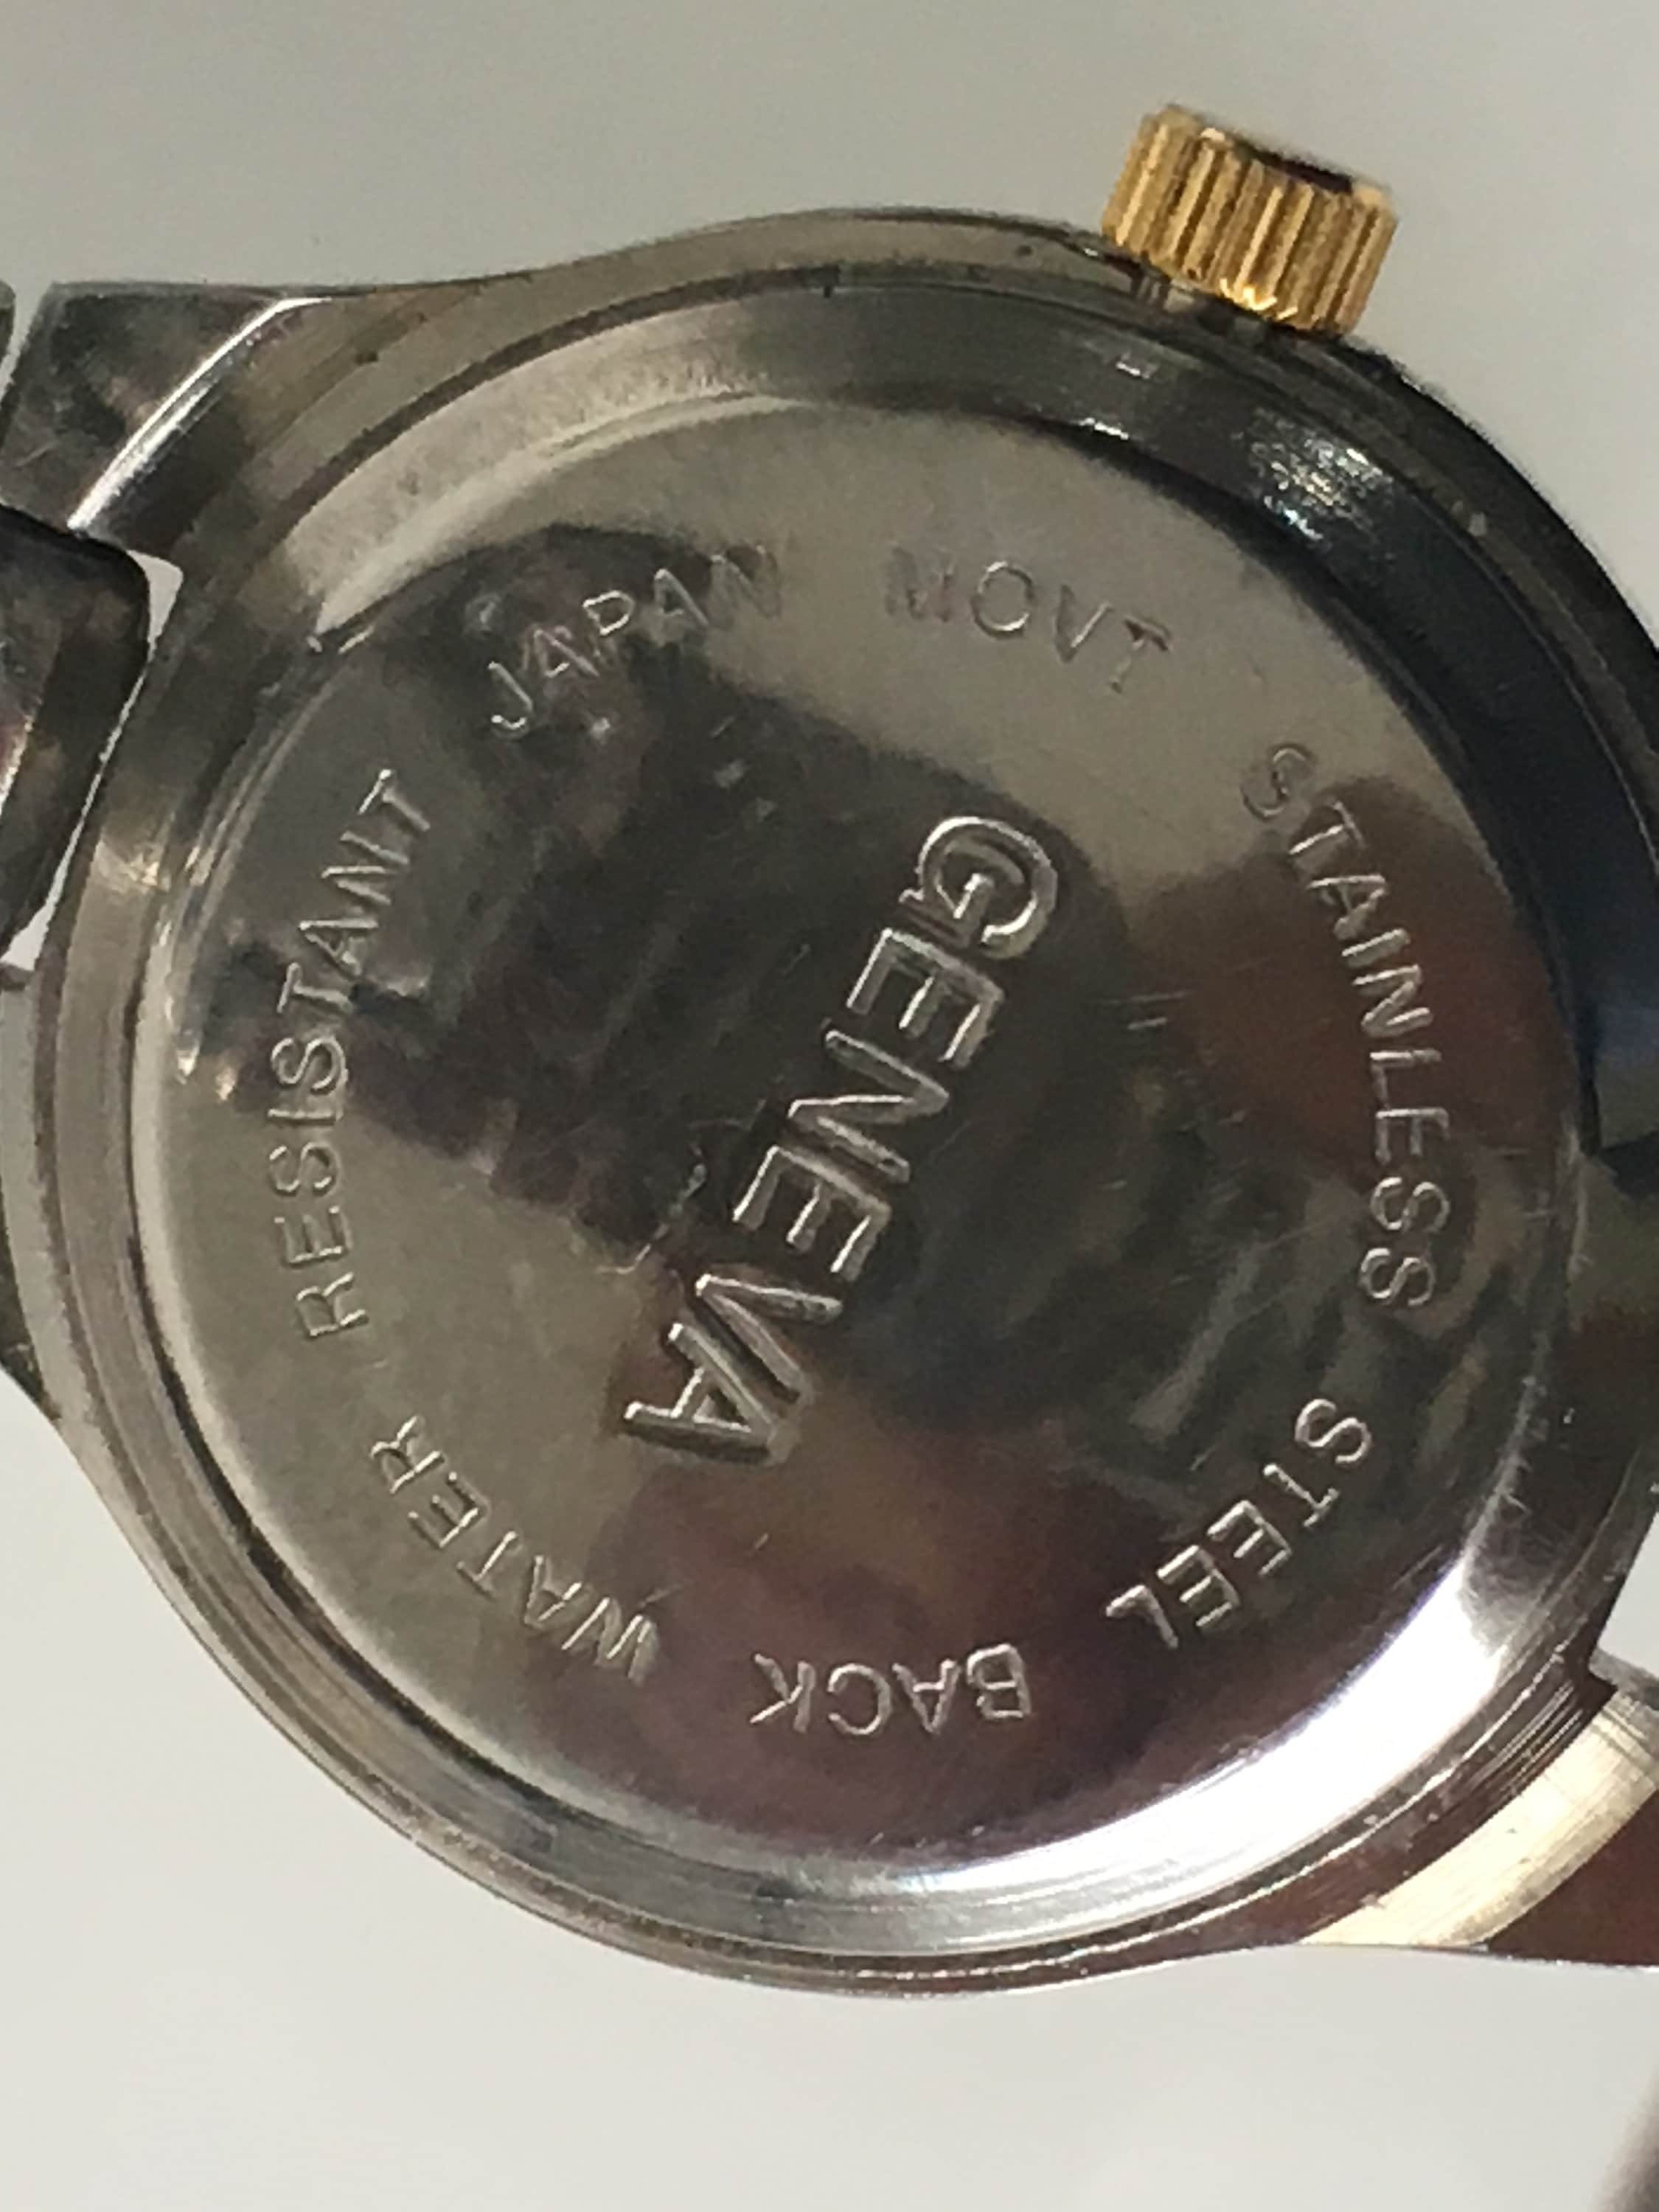 GENEVA
WATER RESISTANT JAPAN MOVT STAINLESS STEEL BACK